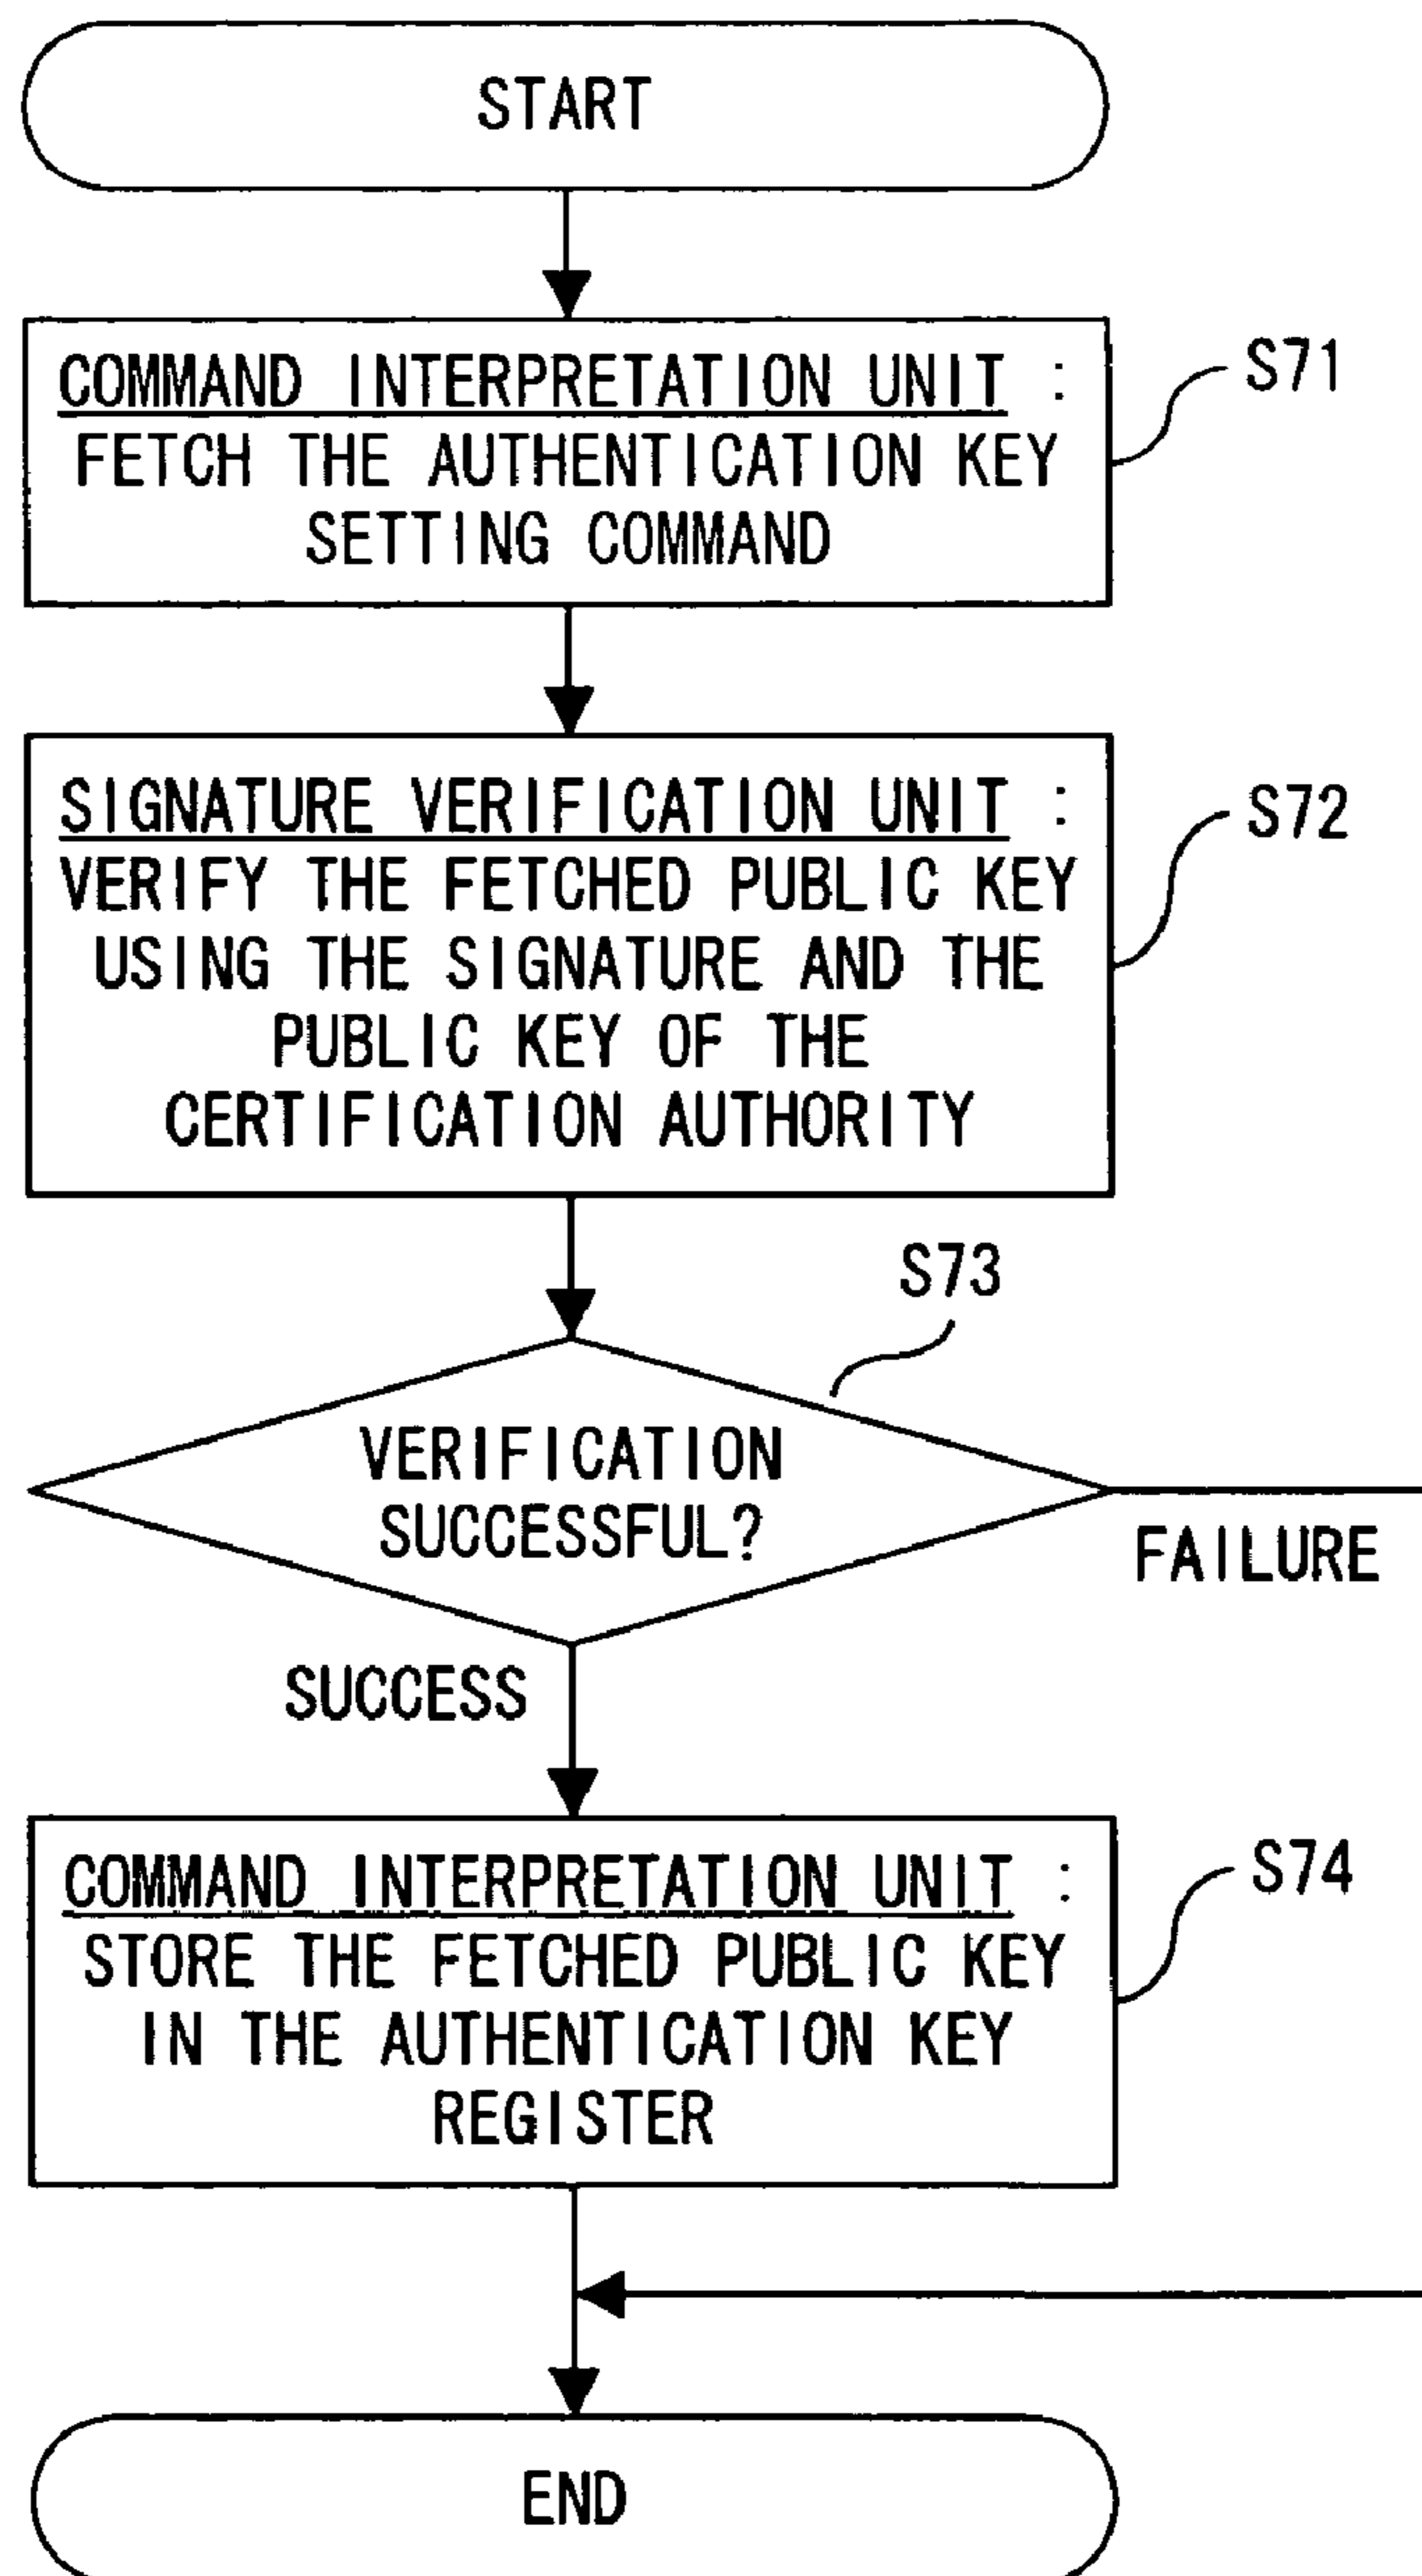 START
COMMAND INTERPRETATION UNIT :
S71
FETCH THE AUTHENTICATION KEY
SETTING COMMAND
SIGNATURE VERIFICATION UNIT :
S72
VERIFY THE FETCHED PUBLIC KEY
USING THE SIGNATURE AND THE
PUBLIC KEY OF THE
CERTIFICATION AUTHORITY
S73
VERIFICATION
SUCCESSFUL?
FAILURE
SUCCESS
COMMAND INTERPRETATION UNIT :
S74
STORE THE FETCHED PUBLIC KEY
IN THE AUTHENTICATION KEY
REGISTER
END